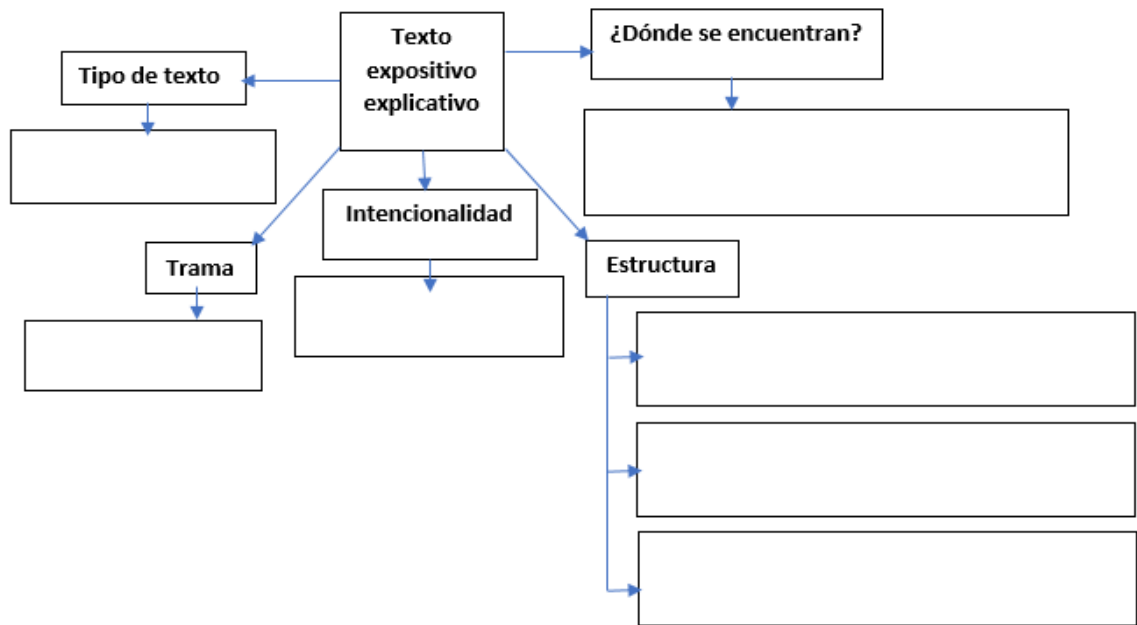 Texto
expositivo
explicativo
¿Dónde se encuentran?
Tipo de texto
Intencionalidad
Trama
Estructura